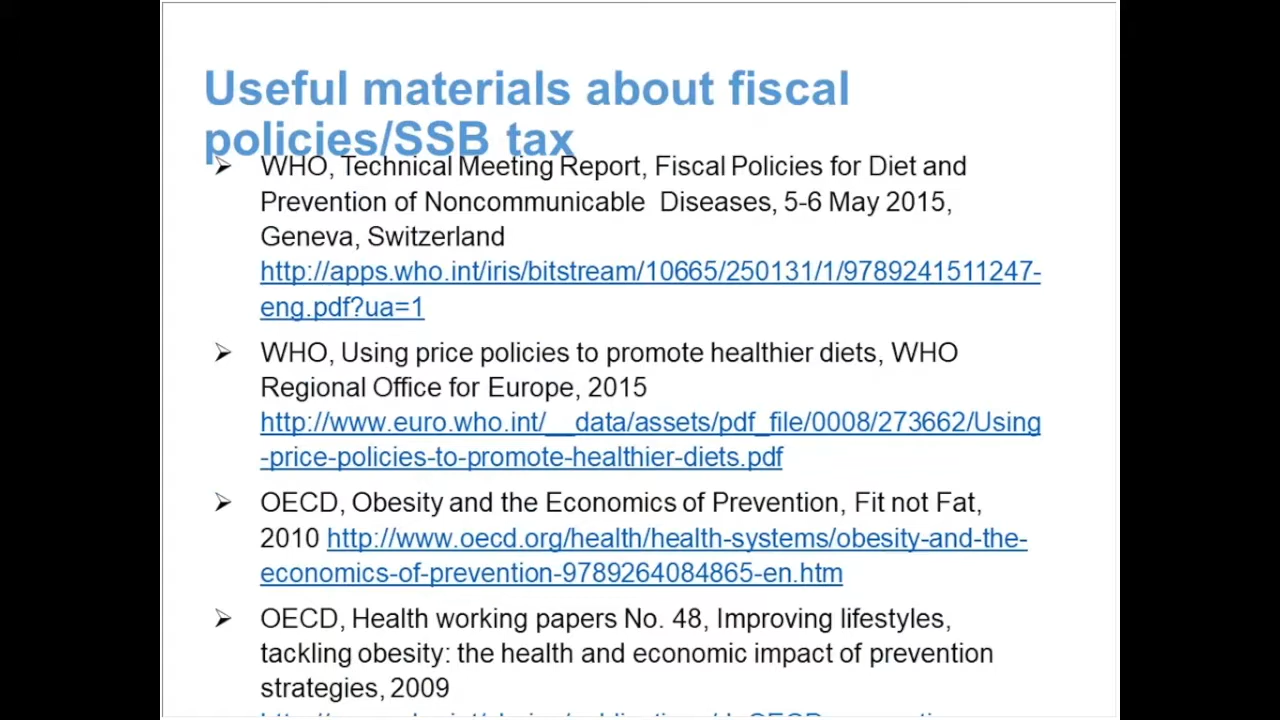 Useful materials about fiscal
policies/SSB tax
➢ WHO, Technical Meeting Report, Fiscal Policies for Diet and
Prevention of Noncommunicable Diseases, 5-6 May 2015,
Geneva, Switzerland
http://apps.who.int/iris/bitstream/10665/250131/1/9789241511247-
eng.pdf?ua=1
➢ WHO, Using price policies to promote healthier diets, WHO
Regional Office for Europe, 2015
http://www.euro.who.int/__data/assets/pdf_file/0008/273662/Using
-price-policies-to-promote-healthier-diets.pdf
➢ OECD, Obesity and the Economics of Prevention, Fit not Fat,
2010 http://www.oecd.org/health/health-systems/obesity-and-the-
economics-of-prevention-9789264084865-en.htm
➢ OECD, Health working papers No. 48, Improving lifestyles,
tackling obesity: the health and economic impact of prevention
strategies, 2009